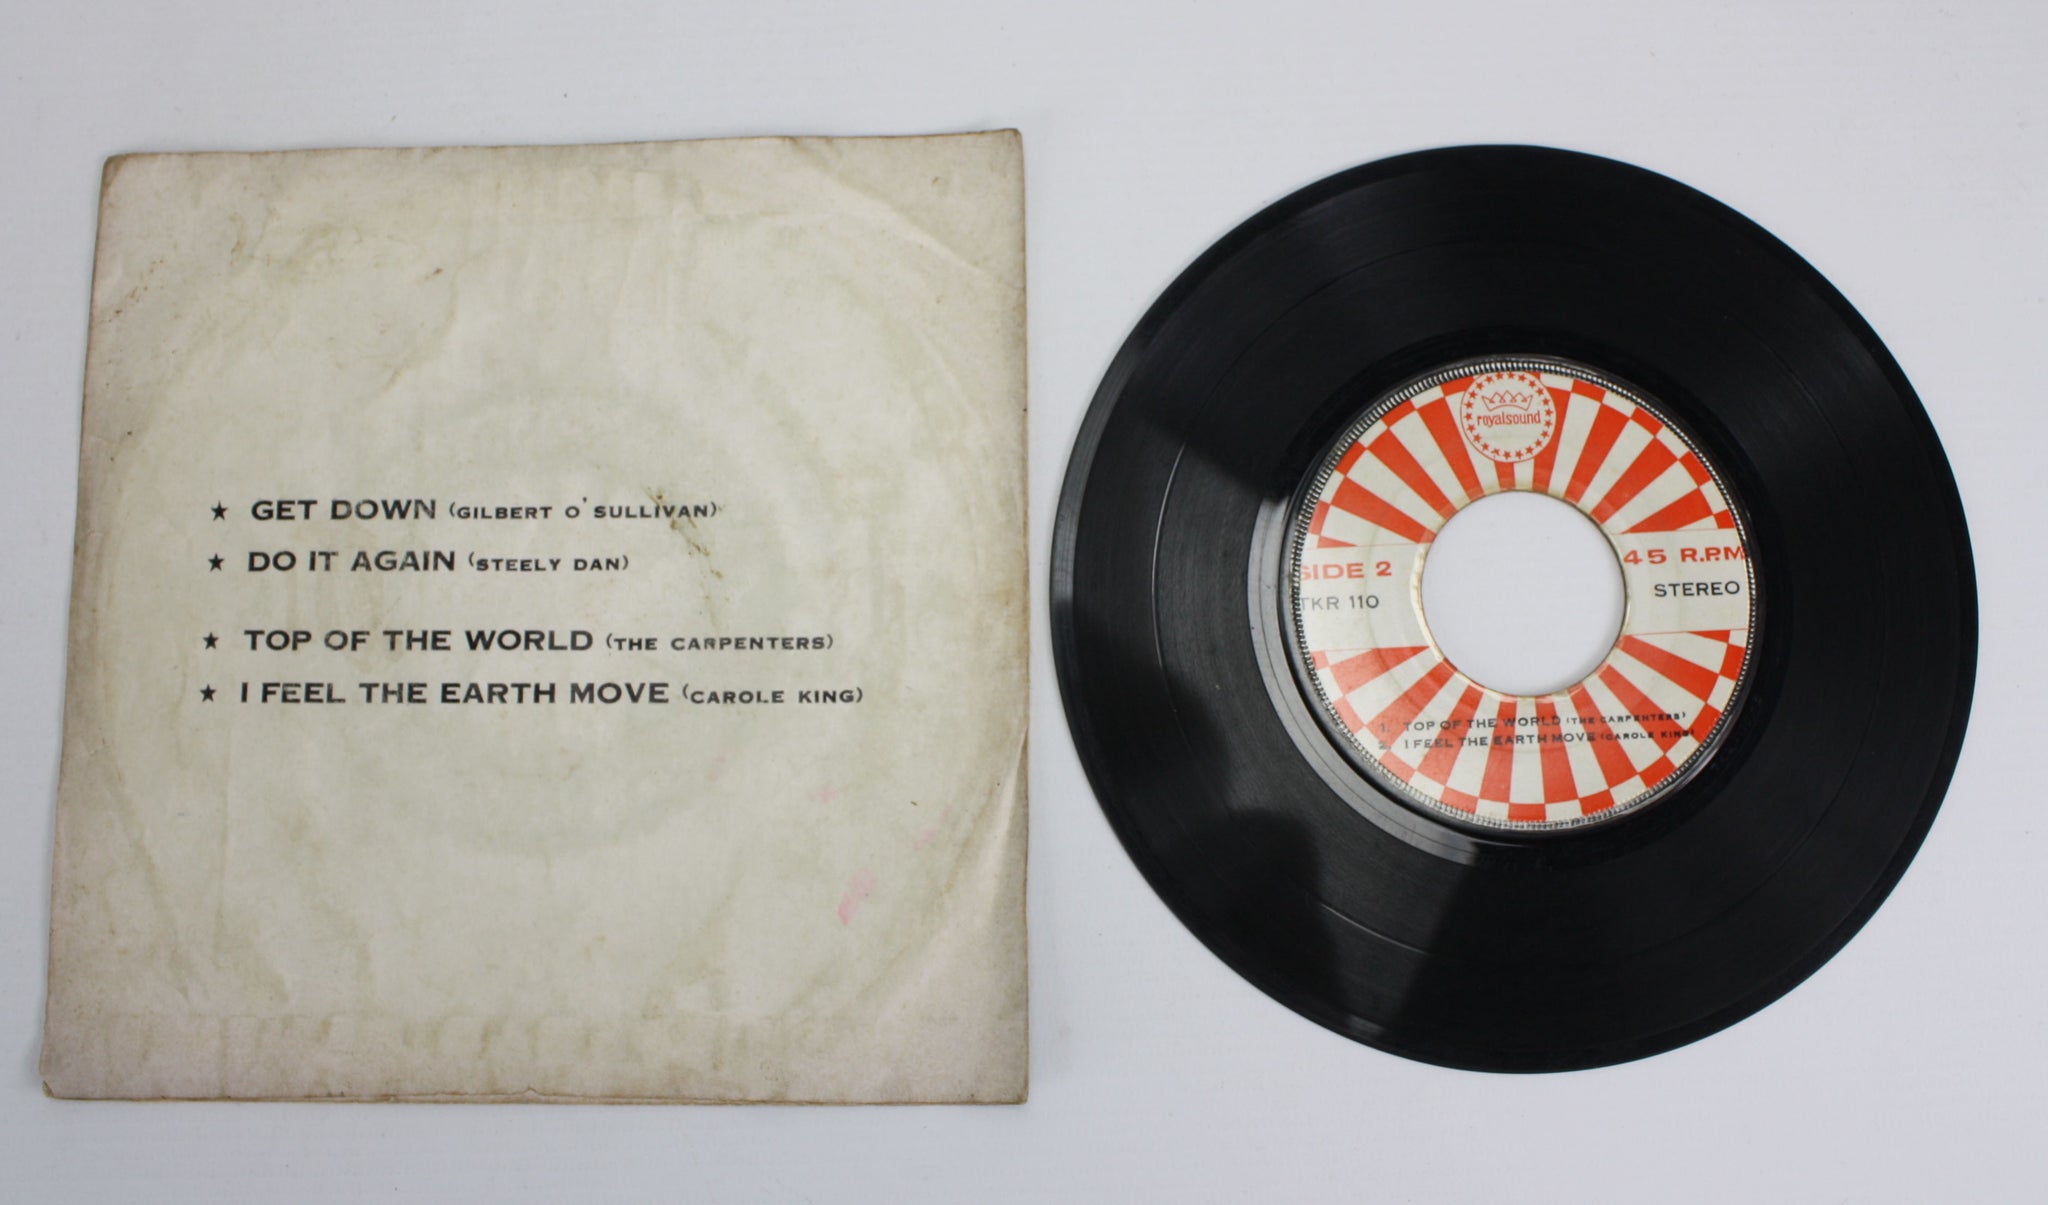 ★ GET DOWN (GILBERT O'SULLIVAN)
★ DO IT AGAIN (STEELY DAN)
★ TOP OF THE WORLD (THE CARPENTERS)
★ I FEEL THE EARTH MOVE (CAROLE KING)
royalsound
SIDE 2
TKR 110
45 R.P.M
STEREO
1. TOP OF THE WORLD (THE CARPENTERS)
2. I FEEL THE EARTH MOVE (CAROLE KING)